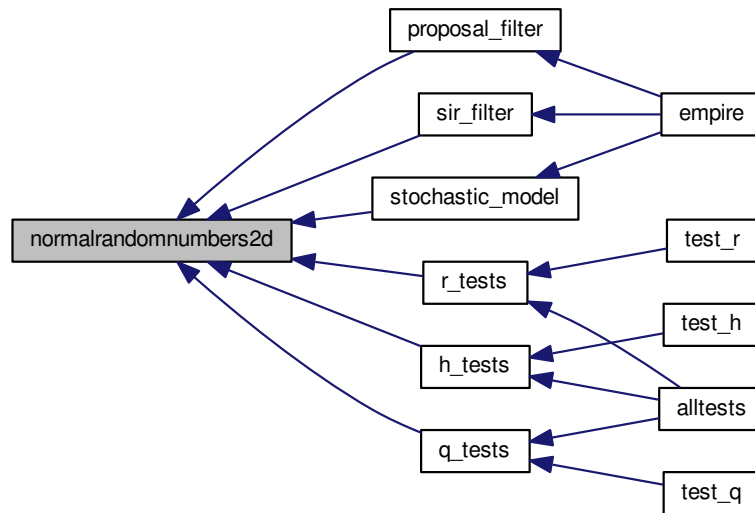 proposal_filter
sir_filter
empire
stochastic_model
normalrandomnumbers2d
test_r
r_tests
test_h
h_tests
alltests
q_tests
test_q